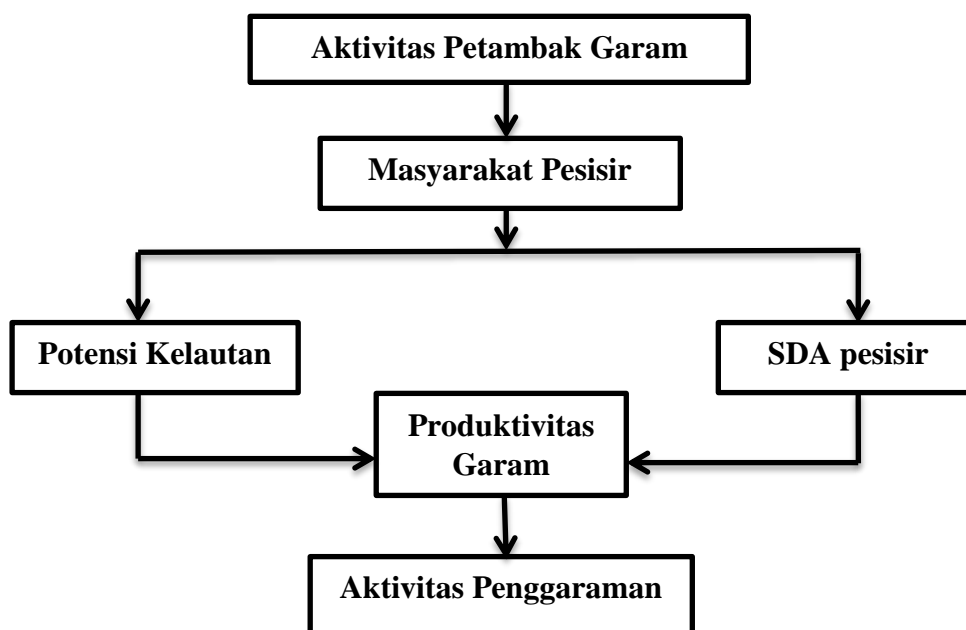 Aktivitas Petambak Garam
Masyarakat Pesisir
Potensi Kelautan
SDA pesisir
Produktivitas
Garam
Aktivitas Penggaraman